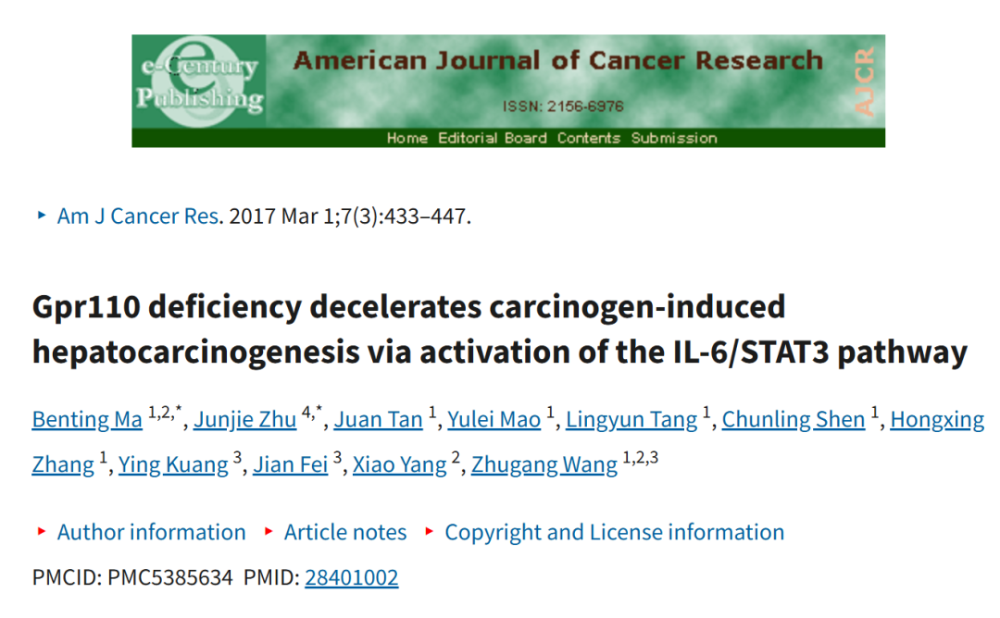 e-Century
Publishing
American Journal of Cancer Research
ISSN: 2156-6976
AJCR
Home Editorial Board Contents Submission
‣ Am J Cancer Res. 2017 Mar 1;7(3):433–447.
Gpr110 deficiency decelerates carcinogen-induced
hepatocarcinogenesis via activation of the IL-6/STAT3 pathway
Benting Ma 1,2,*, Junjie Zhu 4,*, Juan Tan 1, Yulei Mao 1, Lingyun Tang 1, Chunling Shen 1, Hongxing
Zhang 1, Ying Kuang 3, Jian Fei 3, Xiao Yang 2, Zhugang Wang 1,2,3
‣ Author information ‣ Article notes ‣ Copyright and License information
PMCID: PMC5385634 PMID: 28401002